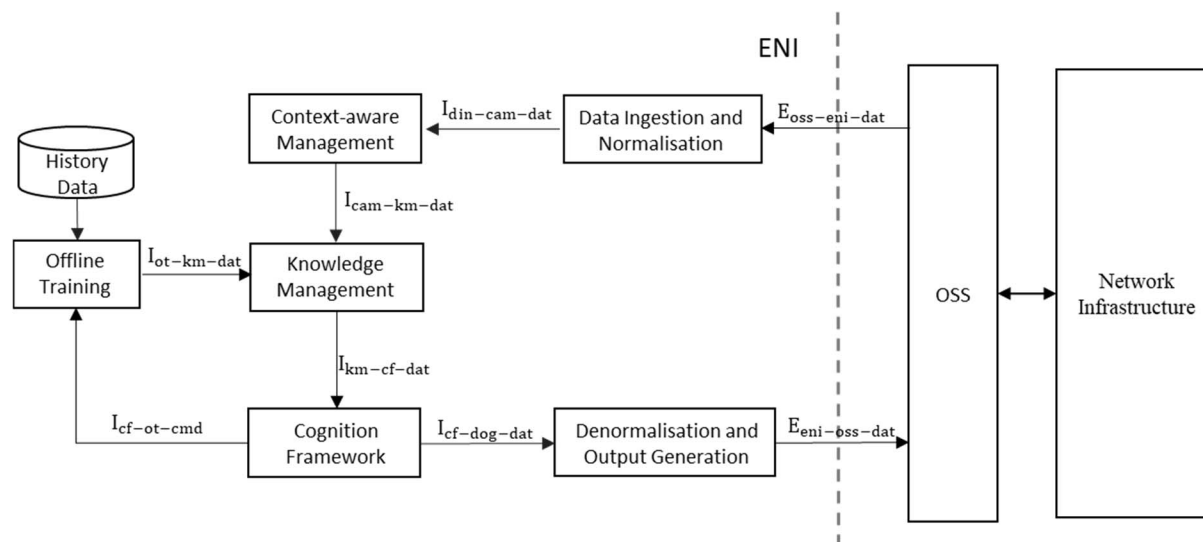 ENI
Context-aware
Management
I_din−cam−dat
Data Ingestion and
Normalisation
E_oss−eni−dat
History
Data
I_cam−km−dat
Offline
Training
I_ot−km−dat
Knowledge
Management
OSS
Network
Infrastructure
I_km−cf−dat
I_cf−ot−cmd
Cognition
Framework
I_cf−dog−dat
Denormalisation and
Output Generation
E_eni−oss−dat